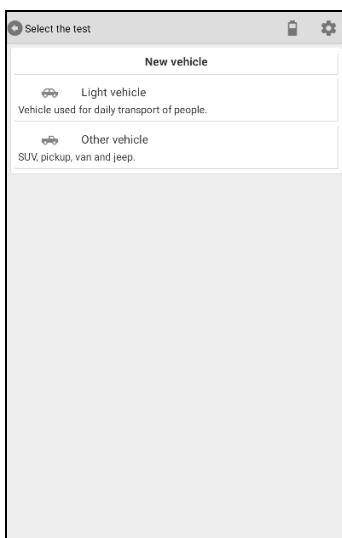 Select the test
New vehicle
Light vehicle
Vehicle used for daily transport of people.
Other vehicle
SUV, pickup, van and jeep.